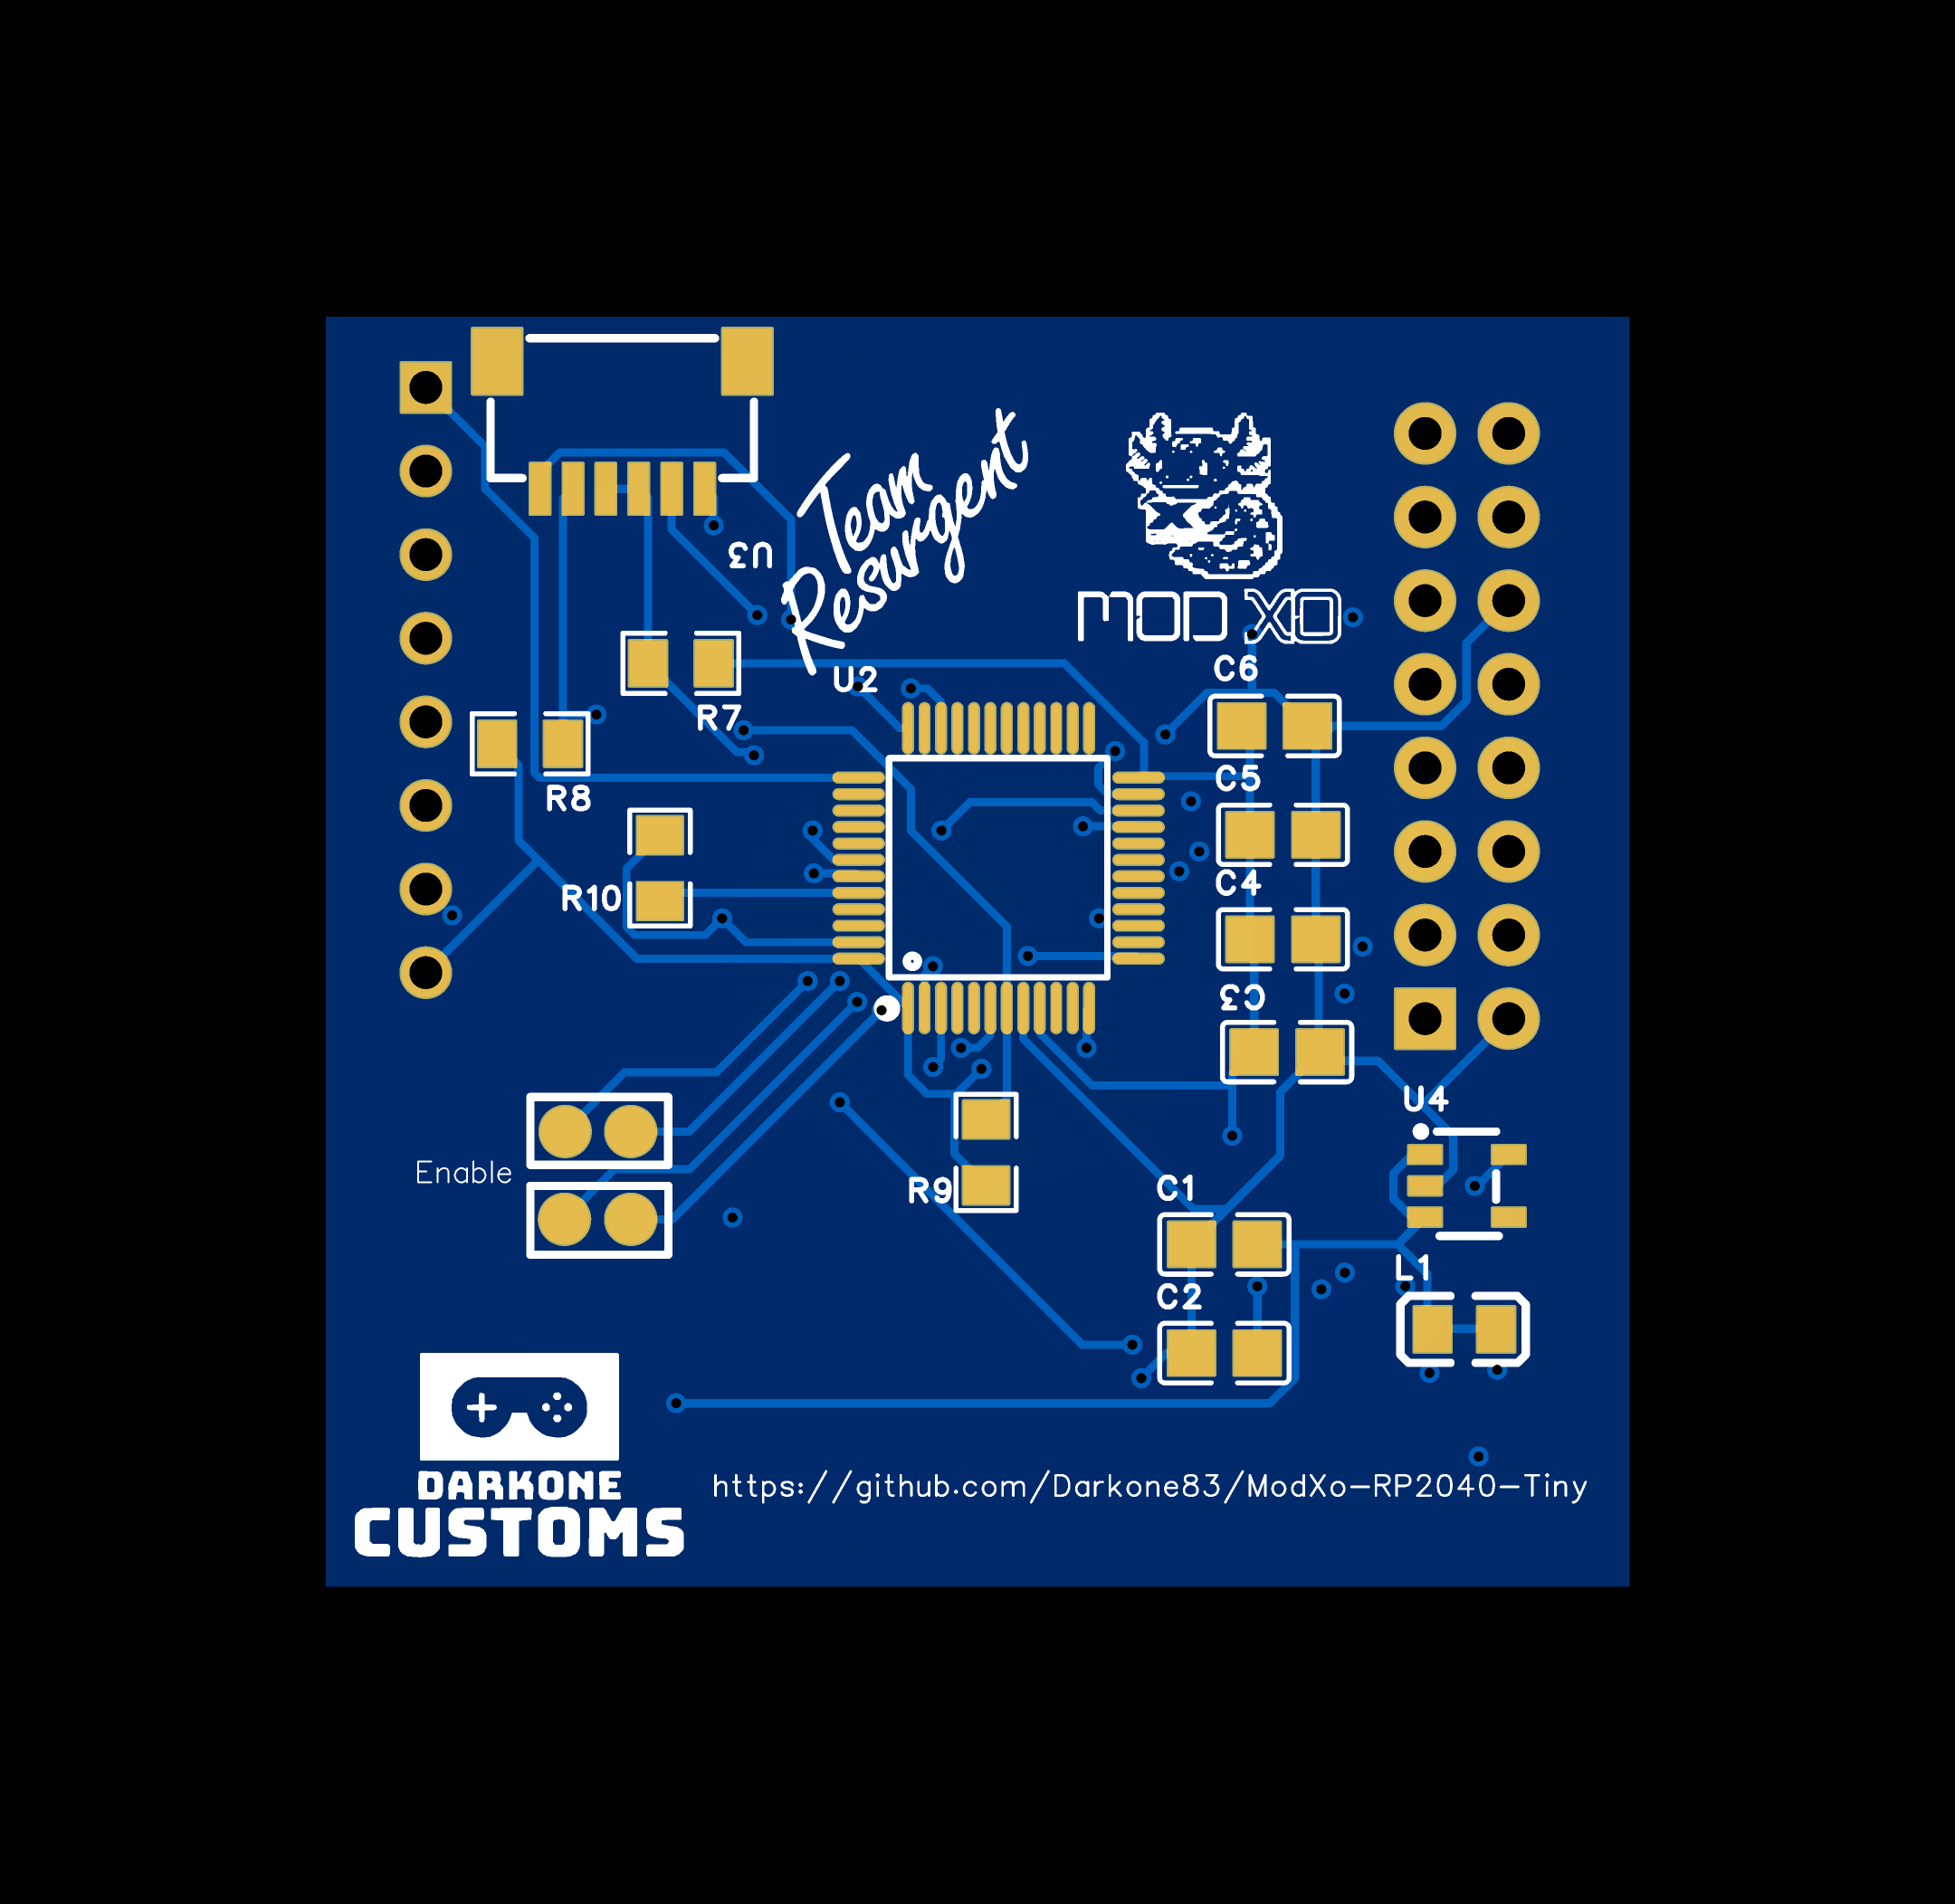 Team
Resurgent
U3
MOD XO
C6
U2
R7
C5
R8
C4
R10
C3
U4
Enable
R9
C1
L1
C2
DARKONE
CUSTOMS
https://github.com/Darkone83/ModXo-RP2040-Tiny